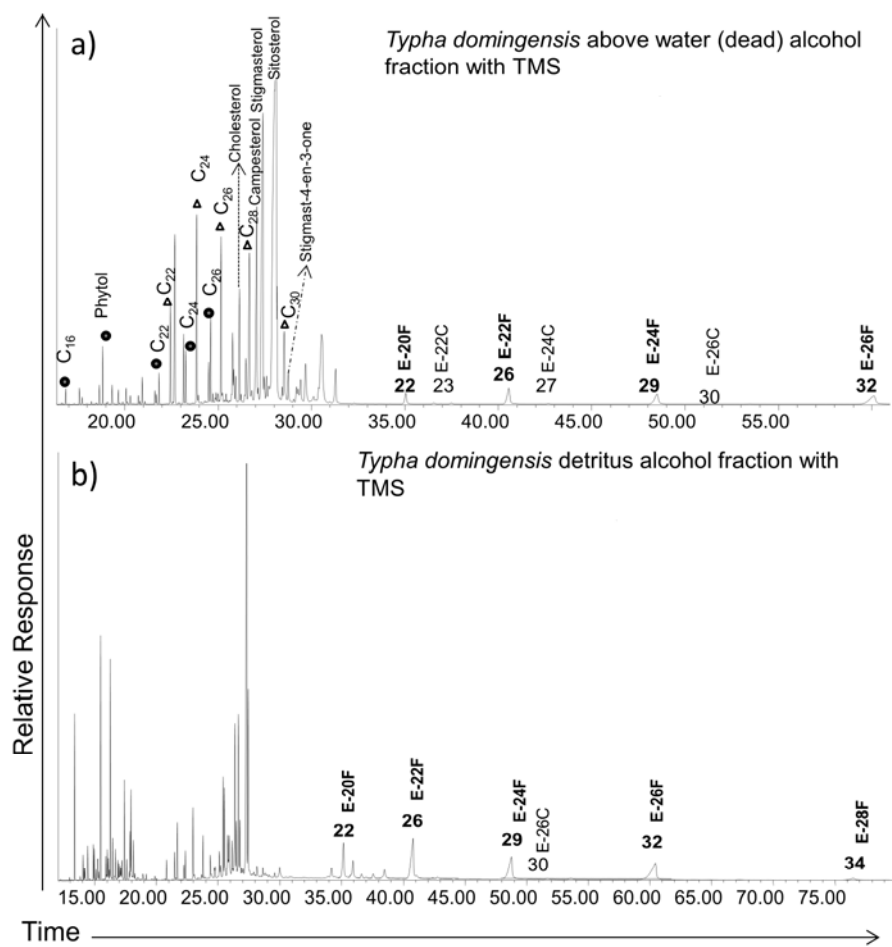 a)
Typha domingensis above water (dead) alcohol
fraction with TMS
C16
Phytol
C22
C22
C24
C24
C26
C26
Cholesterol
C28
Campesterol
Stigmasterol
Sitosterol
C30
Stigmast-4-en-3-one
E-20F
22
E-22C
23
E-22F
26
E-24C
27
E-24F
29
E-26C
30
E-26F
32
20.00 25.00 30.00 35.00 40.00 45.00 50.00 55.00
b)
Typha domingensis detritus alcohol fraction with
TMS
E-20F
22
E-22F
26
E-24F
29
E-26C
30
E-26F
32
E-28F
34
15.00 20.00 25.00 30.00 35.00 40.00 45.00 50.00 55.00 60.00 65.00 70.00 75.00
Relative Response
Time